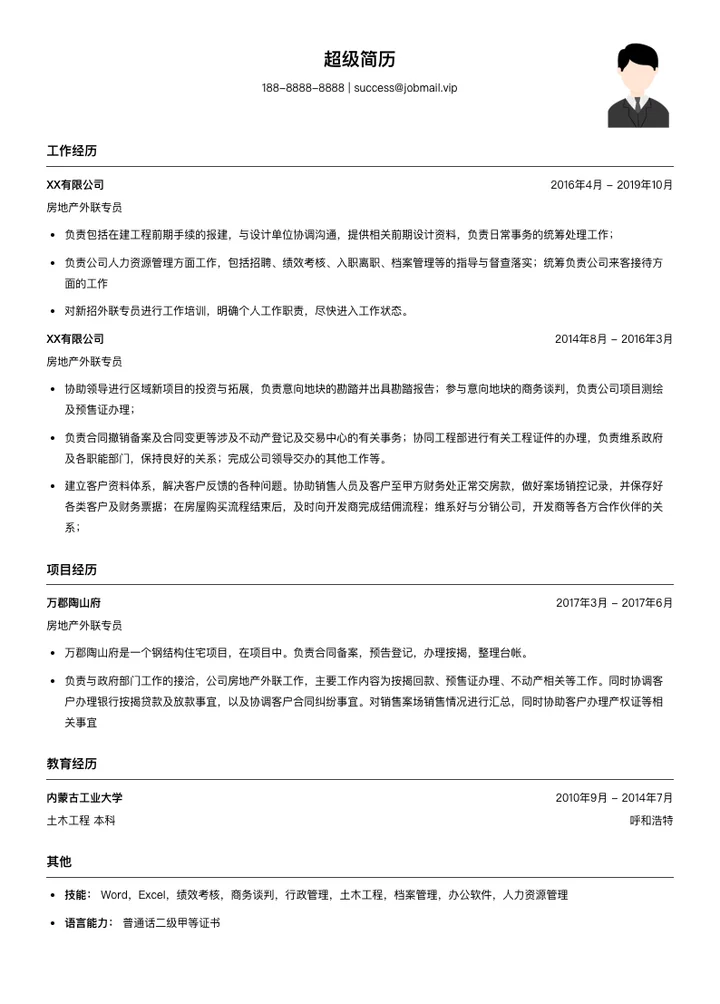 超级简历
188-8888-8888 | success@jobmail.vip
工作经历
XX有限公司 2016年4月 – 2019年10月
房地产外联专员
• 负责包括在建工程前期手续的报建，与设计单位协调沟通，提供相关前期设计资料，负责日常事务的统筹处理工作；
• 负责公司人力资源管理方面工作，包括招聘、绩效考核、入职离职、档案管理等的指导与督查落实；统筹负责公司来客接待方
面的工作
• 对新招外联专员进行工作培训，明确个人工作职责，尽快进入工作状态。
XX有限公司 2014年8月 – 2016年3月
房地产外联专员
• 协助领导进行区域新项目的投资与拓展，负责意向地块的勘踏并出具勘踏报告；参与意向地块的商务谈判，负责公司项目测绘
及预售证办理；
• 负责合同撤销备案及合同变更等涉及不动产登记及交易中心的有关事务；协同工程部进行有关工程证件的办理，负责维系政府
及各职能部门，保持良好的关系；完成公司领导交办的其他工作等。
• 建立客户资料体系，解决客户反馈的各种问题。协助销售人员及客户至甲方财务处正常交房款，做好案场销控记录，并保存好
各类客户及财务票据；在房屋购买流程结束后，及时向开发商完成结佣流程；维系好与分销公司，开发商等各方合作伙伴的关
系；
项目经历
万郡陶山府 2017年3月 – 2017年6月
房地产外联专员
• 万郡陶山府是一个钢结构住宅项目，在项目中。负责合同备案，预告登记，办理按揭，整理台帐。
• 负责与政府部门工作的接洽，公司房地产外联工作，主要工作内容为按揭回款、预售证办理、不动产相关等工作。同时协调客
户办理银行按揭贷款及放款事宜，以及协调客户合同纠纷事宜。对销售案场销售情况进行汇总，同时协助客户办理产权证等相
关事宜
教育经历
内蒙古工业大学 2010年9月 – 2014年7月
土木工程 本科 呼和浩特
其他
• 技能： Word，Excel，绩效考核，商务谈判，行政管理，土木工程，档案管理，办公软件，人力资源管理
• 语言能力： 普通话二级甲等证书